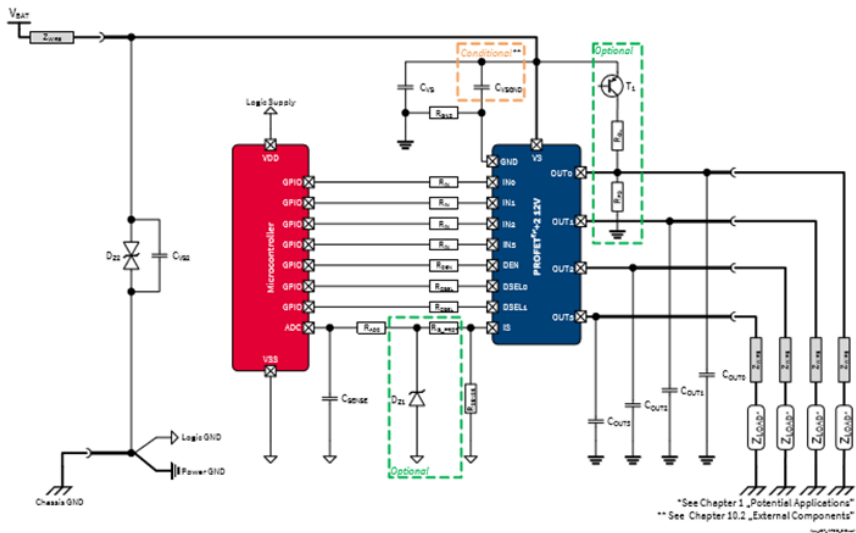 VBAT
ZWIRE
Conditional**
Optional
CVS
CVSGND
T1
Logic Supply
RGND
ROL
VDD
VS
GND
OUT0
GPIO
RIN
IN0
RPD
GPIO
RIN
IN1
OUT1
GPIO
RIN
IN2
GPIO
RIN
IN3
DZ2
CVS2
Microcontroller
PROFET™+2 12V
GPIO
RDEN
DEN
OUT2
GPIO
RDSEL
DSEL0
GPIO
RDSEL
DSEL1
OUT3
ADC
RADC
RIS_PROT
IS
VSS
ZWIRE
ZWIRE
ZWIRE
ZWIRE
COUT0
CSENSE
DZ1
RSENSE
COUT1
COUT2
COUT3
ZLOAD*
ZLOAD*
ZLOAD*
ZLOAD*
Logic GND
Power GND
Optional
Chassis GND
*See Chapter 1 „Potential Applications"
** See Chapter 10.2 „External Components"